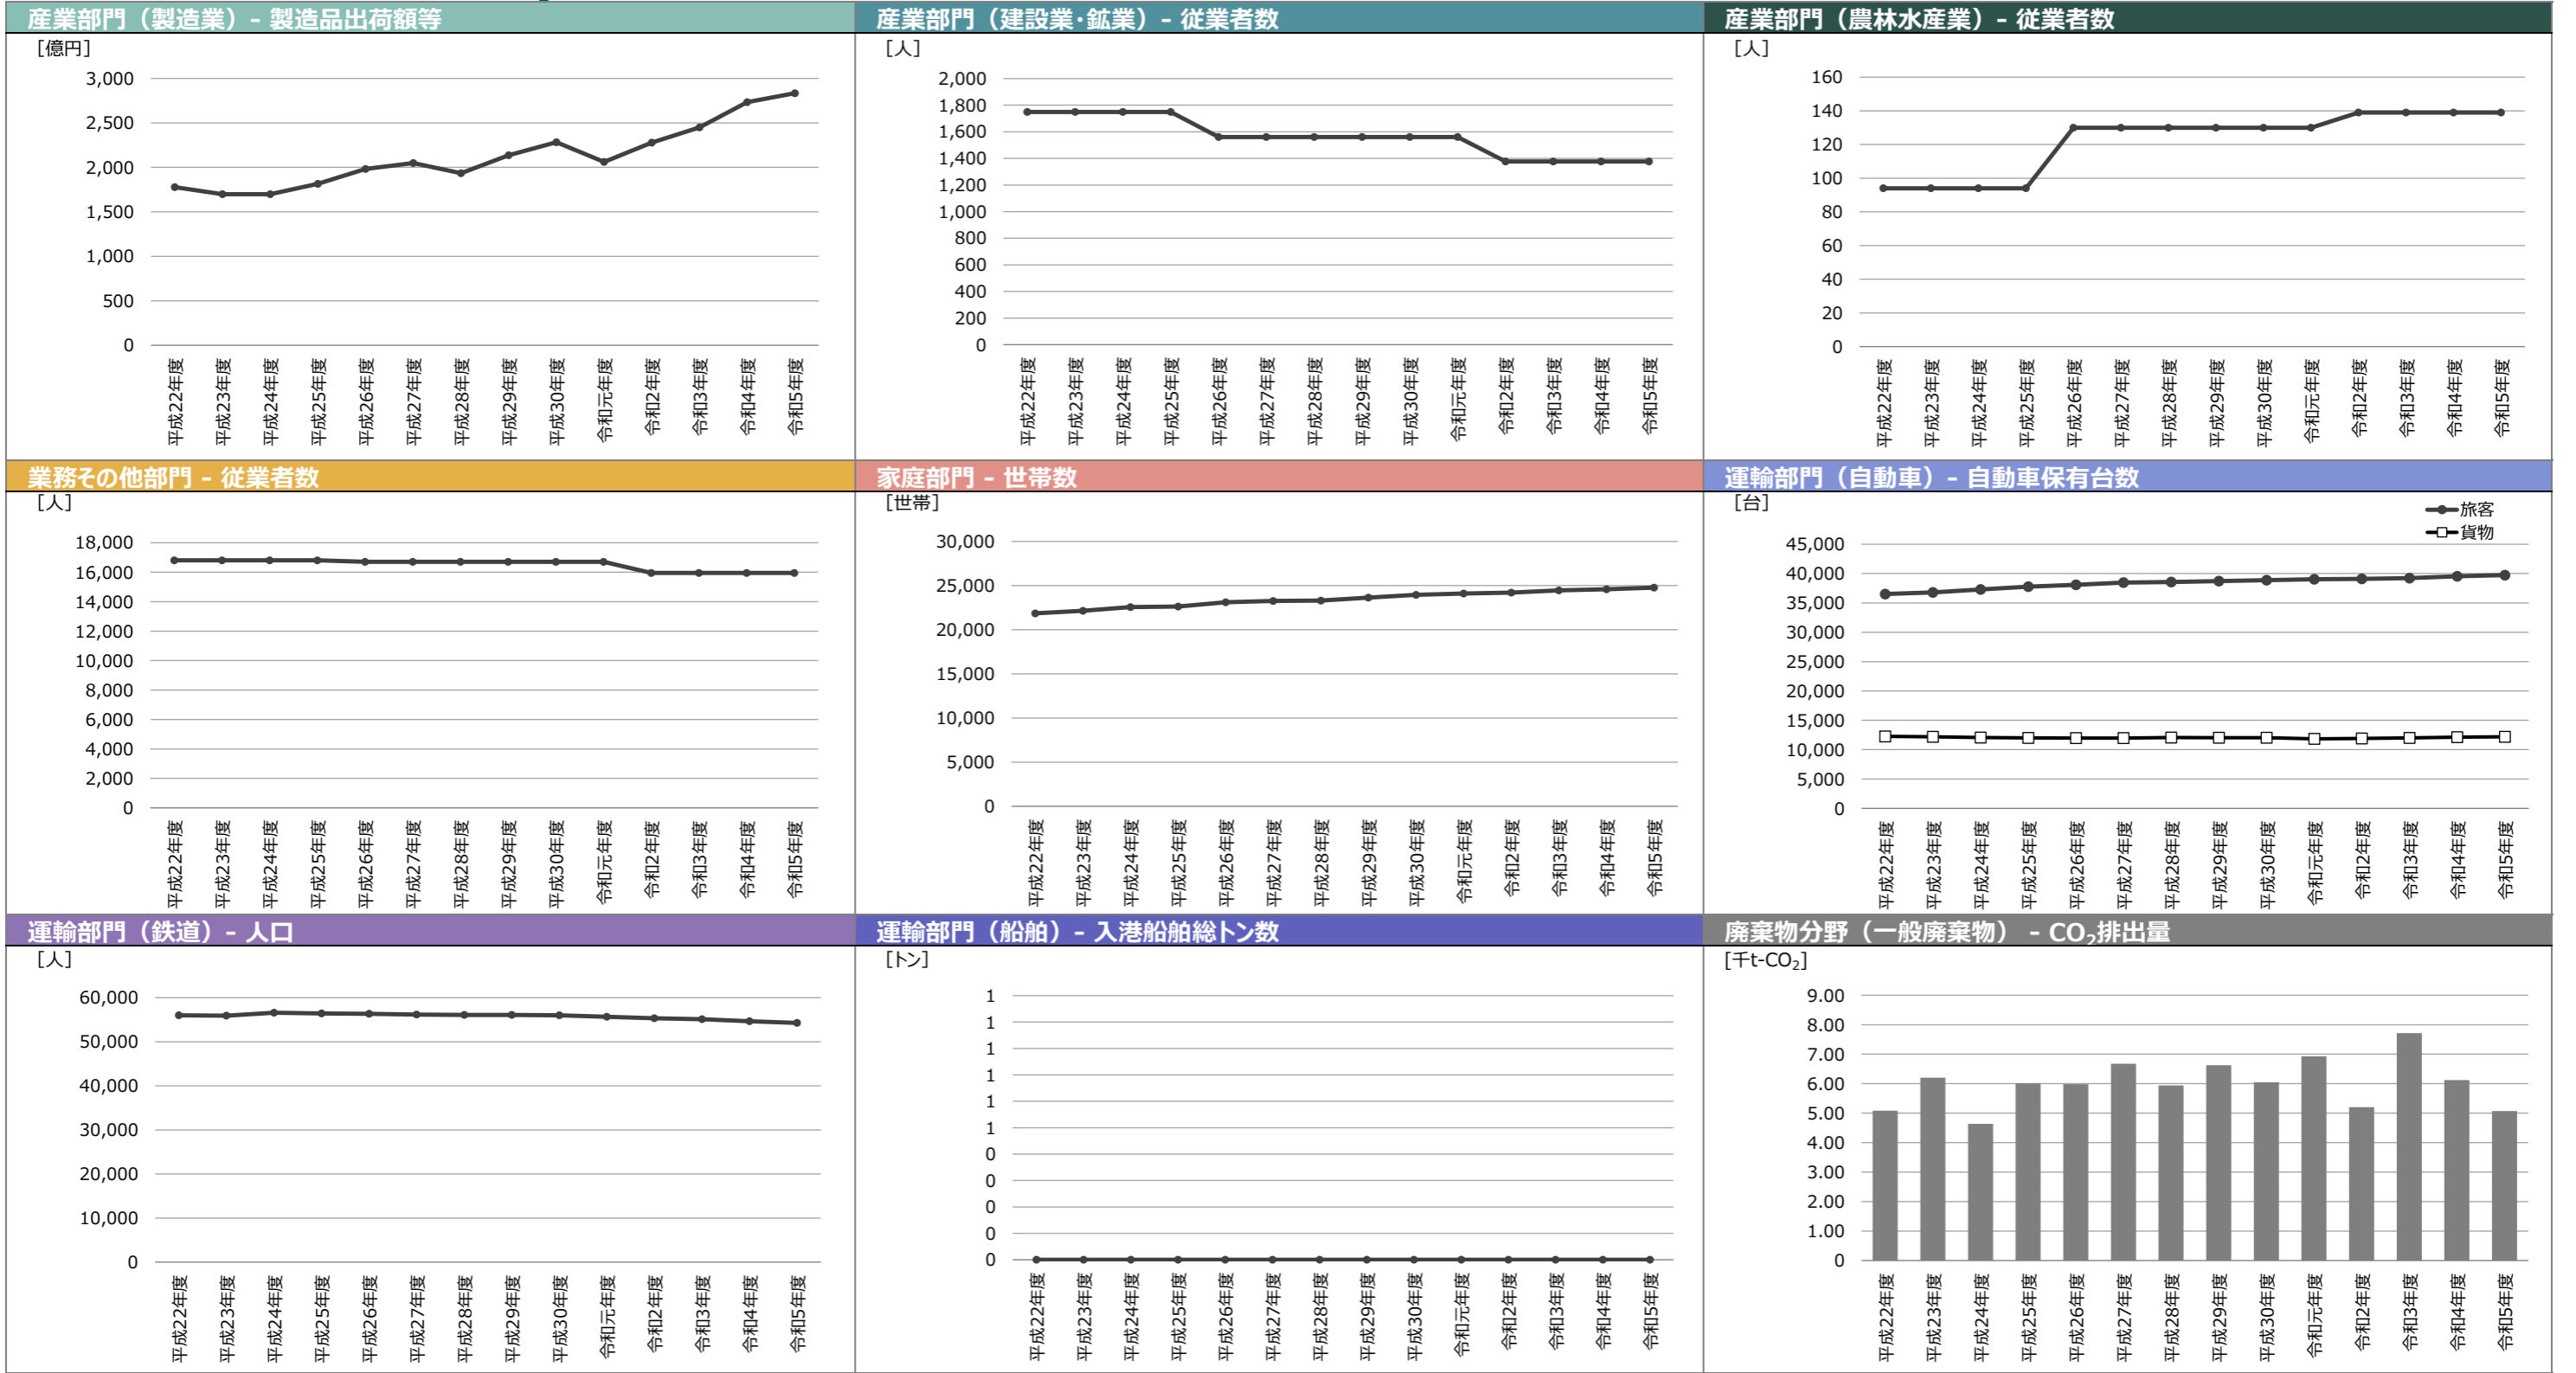 産業部門（製造業）- 製造品出荷額等
[億円]
3,000
2,500
2,000
1,500
1,000
500
0
平成22年度
平成23年度
平成24年度
平成25年度
平成26年度
平成27年度
平成28年度
平成29年度
平成30年度
令和元年度
令和2年度
令和3年度
令和4年度
令和5年度
産業部門（建設業・鉱業）- 従業者数
[人]
2,000
1,800
1,600
1,400
1,200
1,000
800
600
400
200
0
平成22年度
平成23年度
平成24年度
平成25年度
平成26年度
平成27年度
平成28年度
平成29年度
平成30年度
令和元年度
令和2年度
令和3年度
令和4年度
令和5年度
産業部門（農林水産業）- 従業者数
[人]
160
140
120
100
80
60
40
20
0
平成22年度
平成23年度
平成24年度
平成25年度
平成26年度
平成27年度
平成28年度
平成29年度
平成30年度
令和元年度
令和2年度
令和3年度
令和4年度
令和5年度
業務その他部門 - 従業者数
[人]
18,000
16,000
14,000
12,000
10,000
8,000
6,000
4,000
2,000
0
平成22年度
平成23年度
平成24年度
平成25年度
平成26年度
平成27年度
平成28年度
平成29年度
平成30年度
令和元年度
令和2年度
令和3年度
令和4年度
令和5年度
家庭部門 - 世帯数
[世帯]
30,000
25,000
20,000
15,000
10,000
5,000
0
平成22年度
平成23年度
平成24年度
平成25年度
平成26年度
平成27年度
平成28年度
平成29年度
平成30年度
令和元年度
令和2年度
令和3年度
令和4年度
令和5年度
運輸部門（自動車）- 自動車保有台数
[台]
旅客
貨物
45,000
40,000
35,000
30,000
25,000
20,000
15,000
10,000
5,000
0
平成22年度
平成23年度
平成24年度
平成25年度
平成26年度
平成27年度
平成28年度
平成29年度
平成30年度
令和元年度
令和2年度
令和3年度
令和4年度
令和5年度
運輸部門（鉄道）- 人口
[人]
60,000
50,000
40,000
30,000
20,000
10,000
0
平成22年度
平成23年度
平成24年度
平成25年度
平成26年度
平成27年度
平成28年度
平成29年度
平成30年度
令和元年度
令和2年度
令和3年度
令和4年度
令和5年度
運輸部門（船舶）- 入港船舶総トン数
[トン]
1
1
1
1
1
1
0
0
0
0
0
平成22年度
平成23年度
平成24年度
平成25年度
平成26年度
平成27年度
平成28年度
平成29年度
平成30年度
令和元年度
令和2年度
令和3年度
令和4年度
令和5年度
廃棄物分野（一般廃棄物） - CO₂排出量
[千t-CO₂]
9.00
8.00
7.00
6.00
5.00
4.00
3.00
2.00
1.00
0
平成22年度
平成23年度
平成24年度
平成25年度
平成26年度
平成27年度
平成28年度
平成29年度
平成30年度
令和元年度
令和2年度
令和3年度
令和4年度
令和5年度